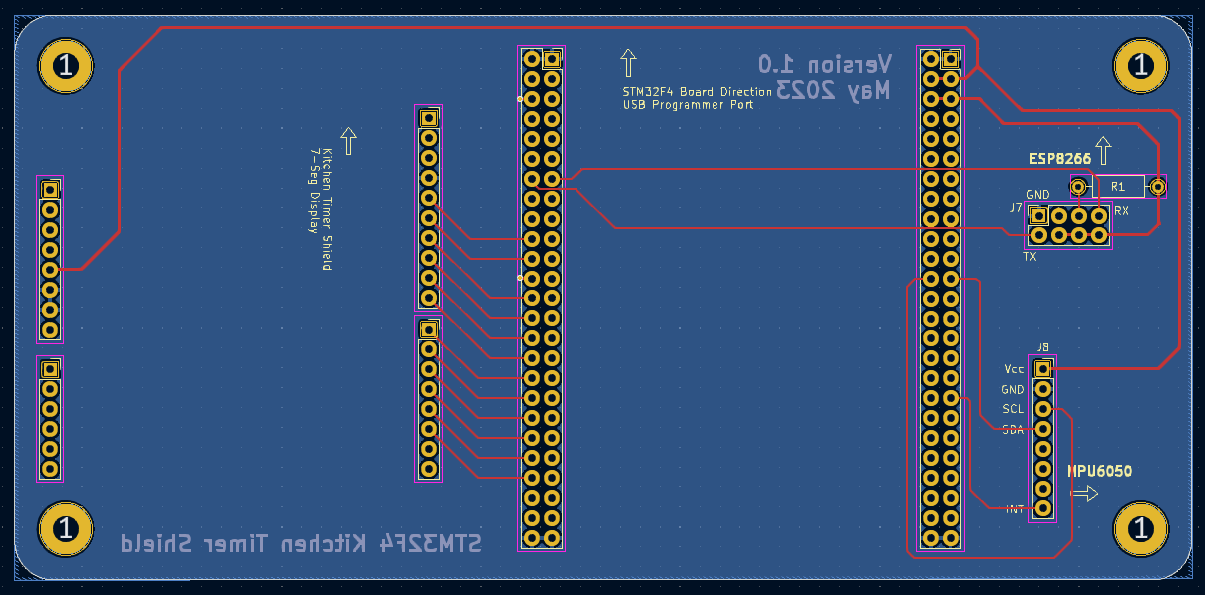 1
1
Version 1.0
May 2023
STM32F4 Board Direction
USB Programmer Port
Kitchen Timer Shield
7-Seg Display
ESP8266
R1
GND
J7
RX
TX
J8
Vcc
GND
SCL
SDA
MPU6050
INT
1
STM32F4 Kitchen Timer Shield
1